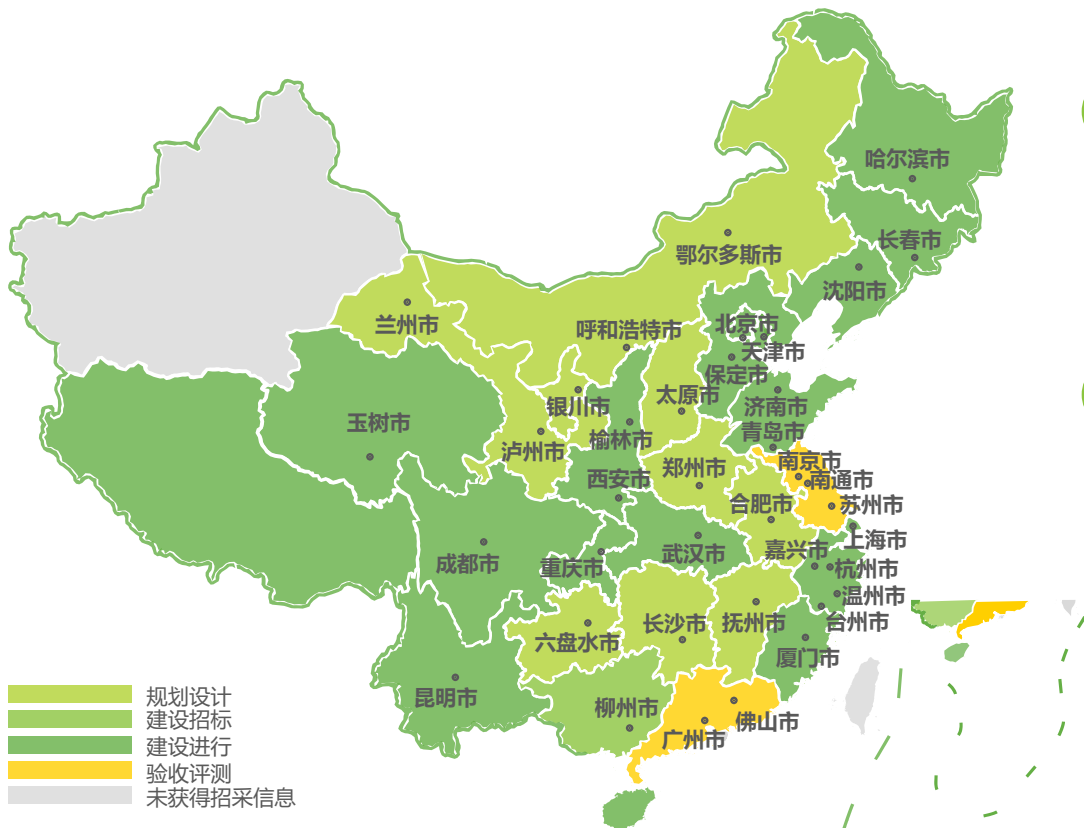 哈尔滨市
长春市
鄂尔多斯市
沈阳市
兰州市
呼和浩特市
北京市
天津市
保定市
太原市
银川市
济南市
玉树市
青岛市
榆林市
泸州市
南京市
郑州市
西安市
南通市
合肥市
苏州市
上海市
武汉市
嘉兴市
成都市
重庆市
杭州市
温州市
台州市
长沙市
抚州市
六盘水市
厦门市
昆明市
柳州市
佛山市
广州市
规划设计
建设招标
建设进行
验收评测
未获得招采信息